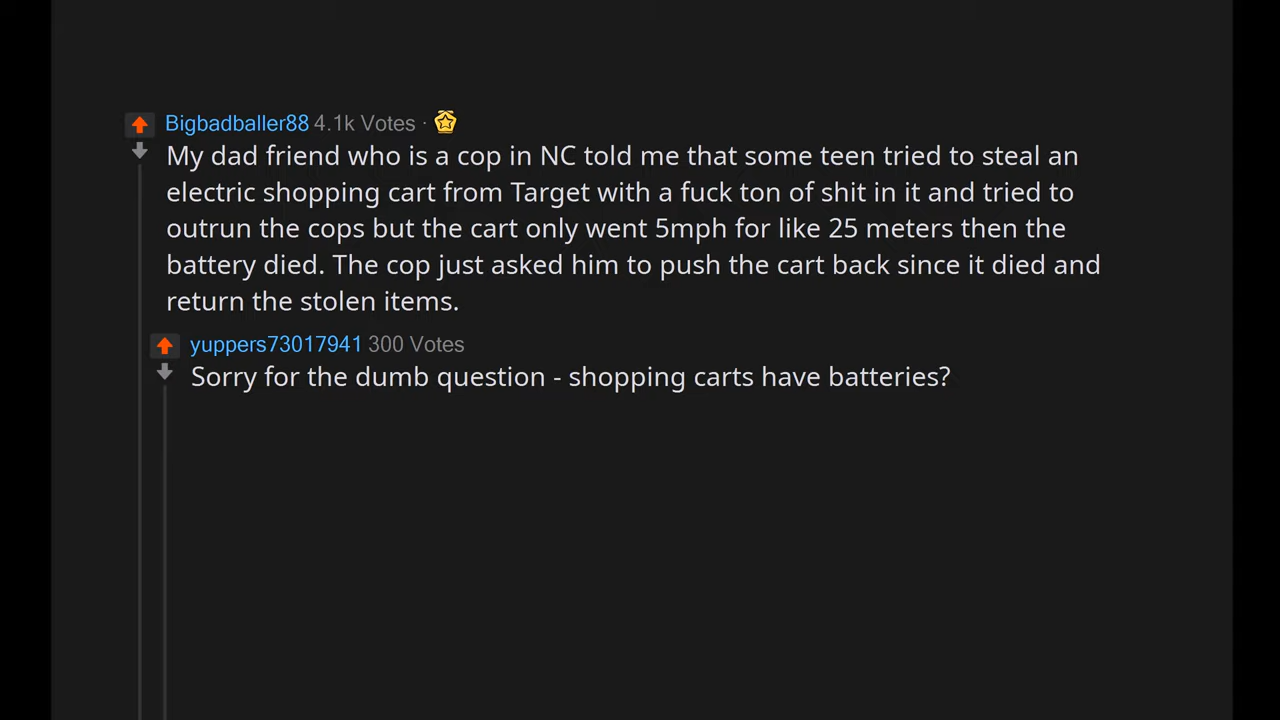 Bigbadballer88 4.1k Votes ·
My dad friend who is a cop in NC told me that some teen tried to steal an
electric shopping cart from Target with a fuck ton of shit in it and tried to
outrun the cops but the cart only went 5mph for like 25 meters then the
battery died. The cop just asked him to push the cart back since it died and
return the stolen items.
yuppers73017941 300 Votes
Sorry for the dumb question - shopping carts have batteries?